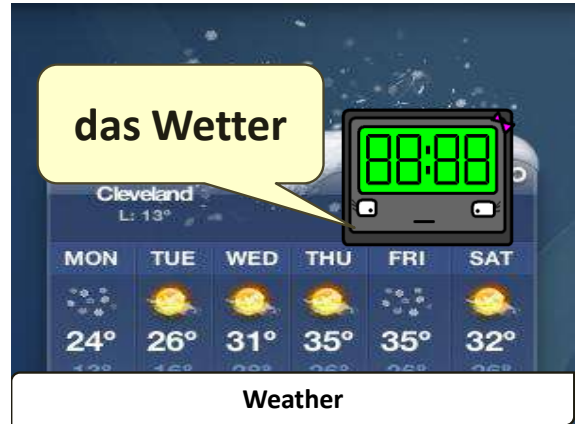 das Wetter
88:88
Cleveland
L: 13°
MON TUE WED THU FRI SAT
24° 26° 31° 35° 35° 32°
Weather